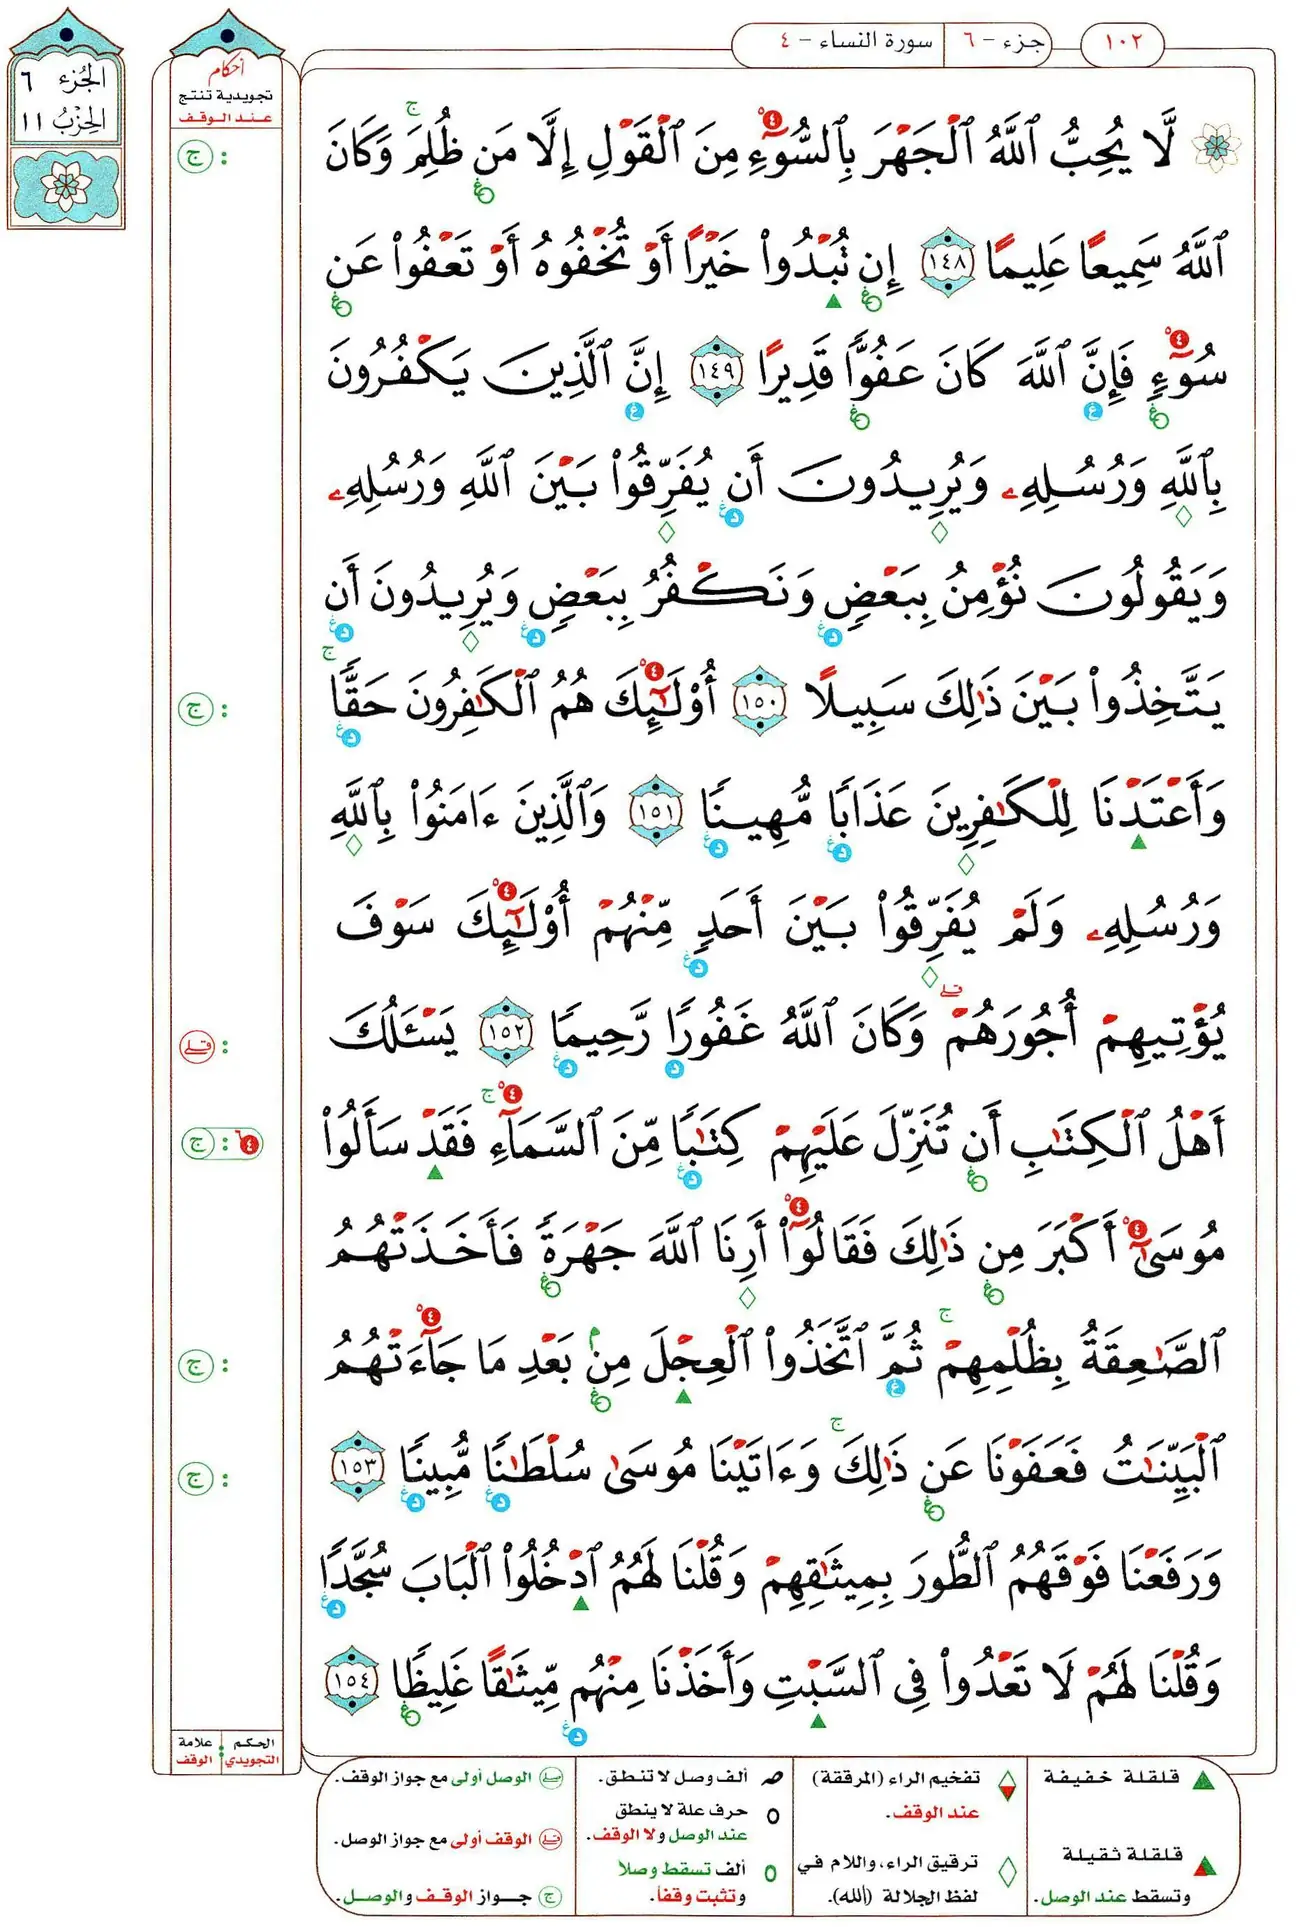 ١٠٢
جزء - ٦
سورة النساء - ٤
الجُزء ٦
الحِزْبُ ١١
أحكام
تجويدية تنتج
عند الوقف
لَّا يُحِبُّ ٱللَّهُ ٱلْجَهْرَ بِٱلسُّوٓءِ مِنَ ٱلْقَوْلِ إِلَّا مَن ظُلِمَ ۚ وَكَانَ
ٱللَّهُ سَمِيعًا عَلِيمًا ١٤٨ إِن تُبْدُوا۟ خَيْرًا أَوْ تُخْفُوهُ أَوْ تَعْفُوا۟ عَن
سُوٓءٍ فَإِنَّ ٱللَّهَ كَانَ عَفُوًّا قَدِيرًا ١٤٩ إِنَّ ٱلَّذِينَ يَكْفُرُونَ
بِٱللَّهِ وَرُسُلِهِۦ وَيُرِيدُونَ أَن يُفَرِّقُوا۟ بَيْنَ ٱللَّهِ وَرُسُلِهِۦ
وَيَقُولُونَ نُؤْمِنُ بِبَعْضٍ وَنَكْفُرُ بِبَعْضٍ وَيُرِيدُونَ أَن
يَتَّخِذُوا۟ بَيْنَ ذَٰلِكَ سَبِيلًا ١٥٠ أُو۟لَـٰٓئِكَ هُمُ ٱلْكَـٰفِرُونَ حَقًّا ۚ
وَأَعْتَدْنَا لِلْكَـٰفِرِينَ عَذَابًا مُّهِينًا ١٥١ وَٱلَّذِينَ ءَامَنُوا۟ بِٱللَّهِ
وَرُسُلِهِۦ وَلَمْ يُفَرِّقُوا۟ بَيْنَ أَحَدٍ مِّنْهُمْ أُو۟لَـٰٓئِكَ سَوْفَ
يُؤْتِيهِمْ أُجُورَهُمْ ۗ وَكَانَ ٱللَّهُ غَفُورًا رَّحِيمًا ١٥٢ يَسْـَٔلُكَ
أَهْلُ ٱلْكِتَـٰبِ أَن تُنَزِّلَ عَلَيْهِمْ كِتَـٰبًا مِّنَ ٱلسَّمَآءِ ۚ فَقَدْ سَأَلُوا۟
مُوسَىٰٓ أَكْبَرَ مِن ذَٰلِكَ فَقَالُوٓا۟ أَرِنَا ٱللَّهَ جَهْرَةً فَأَخَذَتْهُمُ
ٱلصَّـٰعِقَةُ بِظُلْمِهِمْ ۚ ثُمَّ ٱتَّخَذُوا۟ ٱلْعِجْلَ مِنۢ بَعْدِ مَا جَآءَتْهُمُ
ٱلْبَيِّنَـٰتُ فَعَفَوْنَا عَن ذَٰلِكَ ۚ وَءَاتَيْنَا مُوسَىٰ سُلْطَـٰنًا مُّبِينًا ١٥٣
وَرَفَعْنَا فَوْقَهُمُ ٱلطُّورَ بِمِيثَـٰقِهِمْ وَقُلْنَا لَهُمُ ٱدْخُلُوا۟ ٱلْبَابَ سُجَّدًا
وَقُلْنَا لَهُمْ لَا تَعْدُوا۟ فِى ٱلسَّبْتِ وَأَخَذْنَا مِنْهُم مِّيثَـٰقًا غَلِيظًا ١٥٤
ج :
ج :
قلى :
٤٦ : ج
ج :
ج :
الحكم التجويدي : علامة الوقف
قلقلة خفيفة
قلقلة ثقيلة
وتسقط عند الوصل.
تفخيم الراء (المرققة)
عند الوقف.
ترقيق الراء، واللام في
لفظ الجلالة (الله).
ألف وصل لا تنطق.
حرف علة لا ينطق
عند الوصل ولا الوقف.
ألف تسقط وصلاً
وتثبت وقفاً.
صلى الوصل أولى مع جواز الوقف.
قلى الوقف أولى مع جواز الوصل.
ج جواز الوقف والوصل.